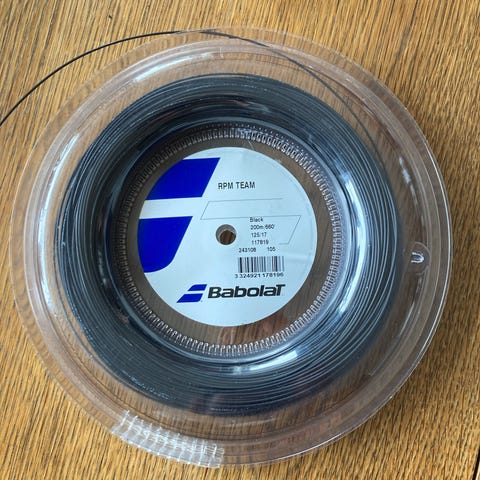 RPM TEAM
Black
200m/660'
125/17
117819
243108 105
3 324921 178196
BabolaT